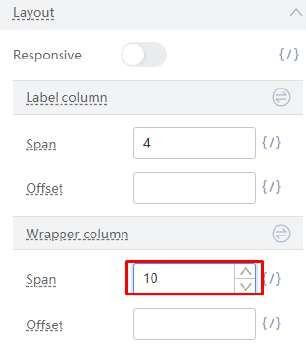 Layout
Responsive {/}
Label column
Span 4 {/}
Offset {/}
Wrapper column
Span 10 {/}
Offset {/}